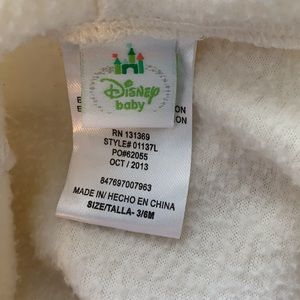 Disney
baby
RN 131369
STYLE# 01137L
PO#62055
OCT / 2013
847697007963
MADE IN/ HECHO EN CHINA
SIZE/TALLA- 3/6M